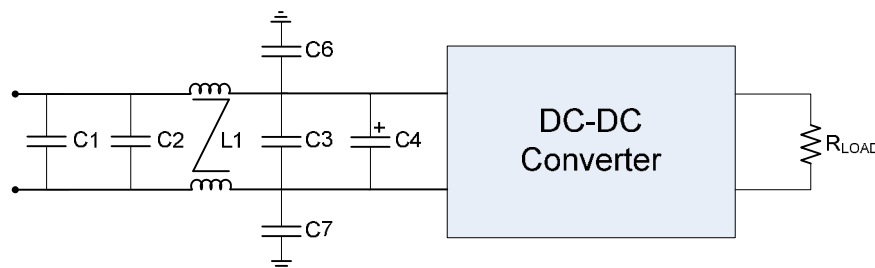 C6
C1
C2
L1
C3
+
C4
DC-DC
Converter
RLOAD
C7